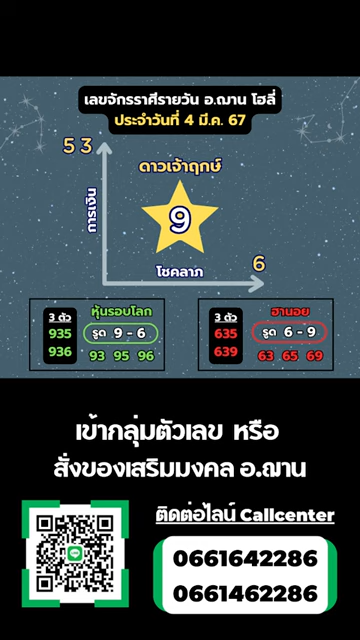 เลขจักรราศีรายวัน อ.ฌาน โฮลี่
ประจำวันที่ 4 มี.ค. 67
5 3
การเงิน
ดาวเจ้าฤกษ์
9
โชคลาภ
6
3 ตัว
935
936
หุ้นรอบโลก
รูด 9 - 6
93 95 96
3 ตัว
635
639
ฮานอย
รูด 6 - 9
63 65 69
เข้ากลุ่มตัวเลข หรือ
สั่งของเสริมมงคล อ.ฌาน
ติดต่อไลน์ Callcenter
0661642286
0661462286